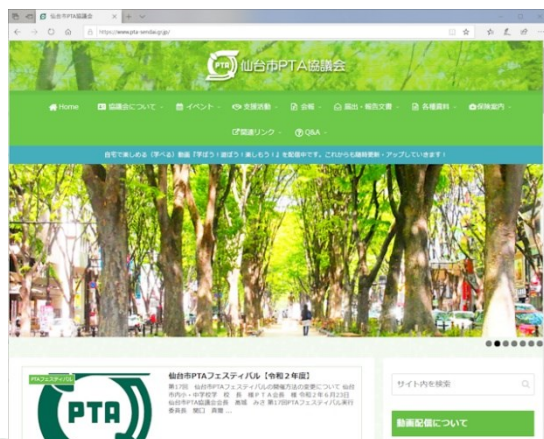 仙台市PTA協議会
https://www.pta-sendai.gr.jp/
PTA 仙台市PTA協議会
Home 協議会について イベント 支援活動 会報 届出・報告文書 各種資料 保険案内
関連リンク Q&A
自宅で楽しめる（学べる）動画『学ぼう！遊ぼう！楽しもう！』を配信中です。これからも随時更新・アップしていきます！
PTAフェスティバル
PTA
仙台市PTAフェスティバル【令和２年度】
第17回 仙台市PTAフェスティバルの開催方法の変更について 仙台
市内小・中学校学 校 長 様ＰＴＡ会長 様 令和２年６月23日
仙台市PTA協議会会長 髙城 みさ 第17回PTAフェスティバル実行
委員長
サイト内を検索
動画配信について